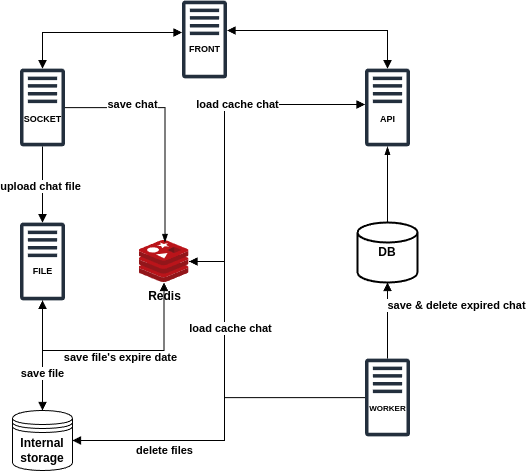 FRONT
save chat
load cache chat
SOCKET
API
upload chat file
FILE
DB
Redis
save & delete expired chat
load cache chat
save file's expire date
save file
WORKER
Internal
storage
delete files